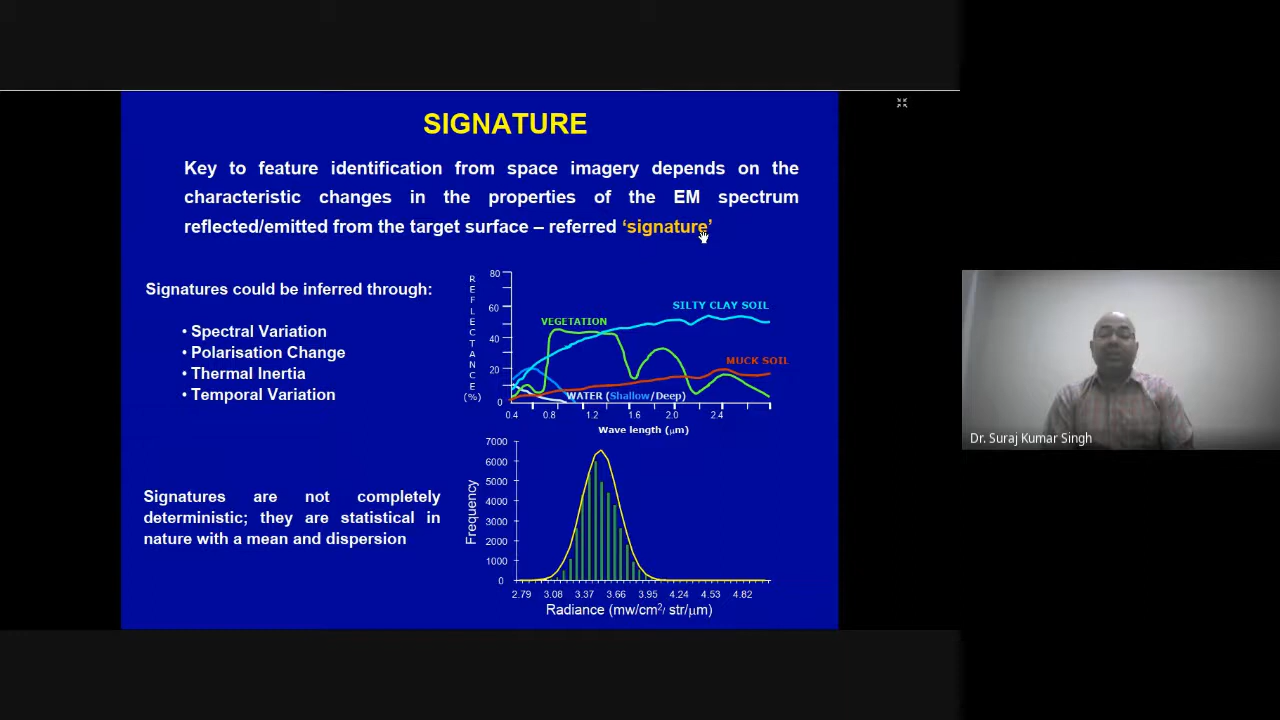 SIGNATURE
Key to feature identification from space imagery depends on the
characteristic changes in the properties of the EM spectrum
reflected/emitted from the target surface – referred ‘signature’
Signatures could be inferred through:
• Spectral Variation
• Polarisation Change
• Thermal Inertia
• Temporal Variation
REFLECTANCE (%)
80
60
40
20
0
VEGETATION
SILTY CLAY SOIL
MUCK SOIL
WATER (Shallow/Deep)
0.4 0.8 1.2 1.6 2.0 2.4
Wave length (µm)
Signatures are not completely
deterministic; they are statistical in
nature with a mean and dispersion
Frequency
7000
6000
5000
4000
3000
2000
1000
0
2.79 3.08 3.37 3.66 3.95 4.24 4.53 4.82
Radiance (mw/cm²/ str/µm)
Dr. Suraj Kumar Singh